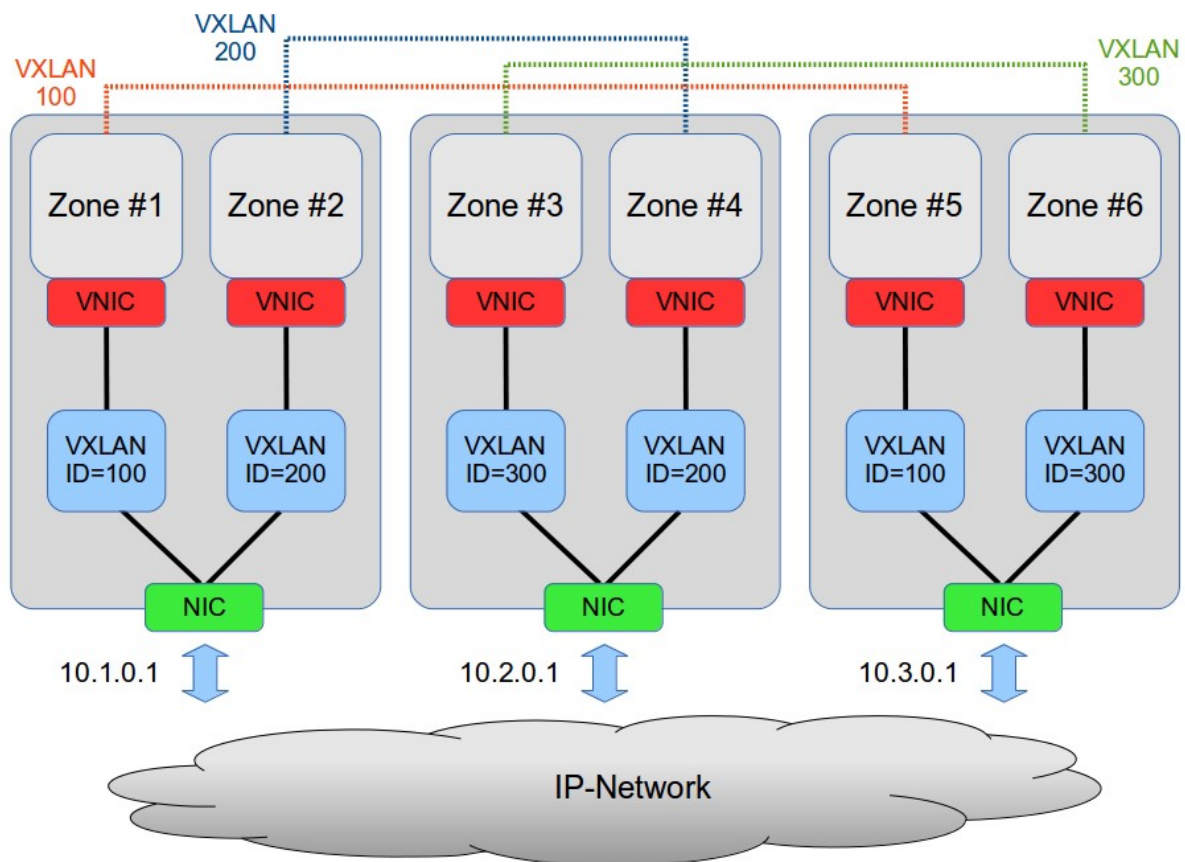 VXLAN
200
VXLAN
100
VXLAN
300
Zone #1
Zone #2
Zone #3
Zone #4
Zone #5
Zone #6
VNIC
VNIC
VNIC
VNIC
VNIC
VNIC
VXLAN
ID=100
VXLAN
ID=200
VXLAN
ID=300
VXLAN
ID=200
VXLAN
ID=100
VXLAN
ID=300
NIC
NIC
NIC
10.1.0.1
10.2.0.1
10.3.0.1
IP-Network